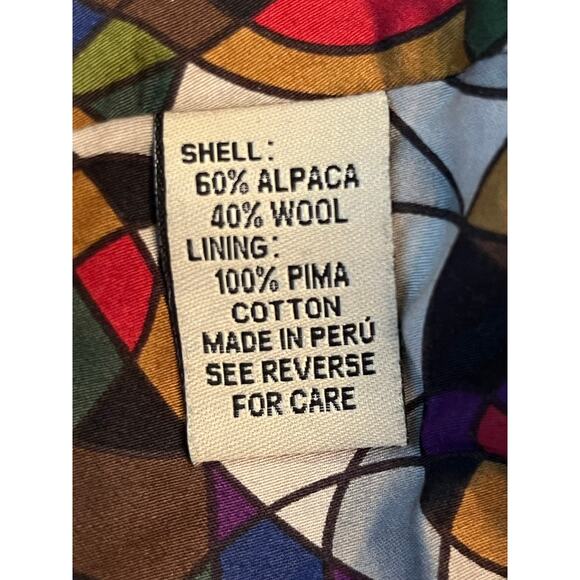 SHELL:
60% ALPACA
40% WOOL
LINING:
100% PIMA
COTTON
MADE IN PERÚ
SEE REVERSE
FOR CARE